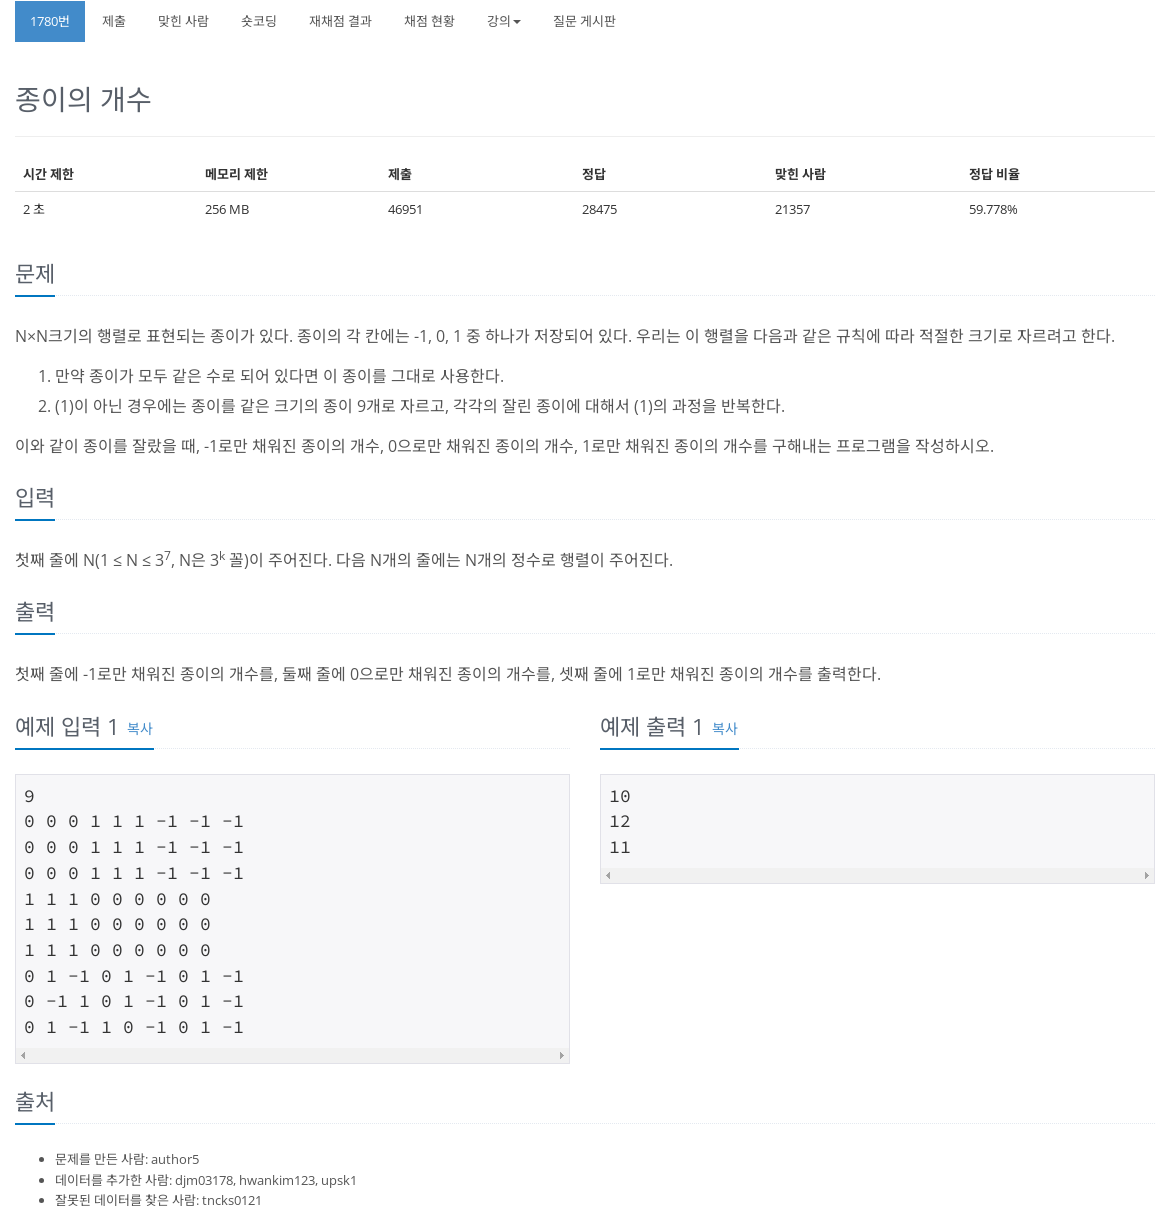 1780번 제출 맞힌 사람 숏코딩 재채점 결과 채점 현황 강의 질문 게시판
종이의 개수
시간 제한 메모리 제한 제출 정답 맞힌 사람 정답 비율
2 초 256 MB 46951 28475 21357 59.778%
문제
N×N크기의 행렬로 표현되는 종이가 있다. 종이의 각 칸에는 -1, 0, 1 중 하나가 저장되어 있다. 우리는 이 행렬을 다음과 같은 규칙에 따라 적절한 크기로 자르려고 한다.
1. 만약 종이가 모두 같은 수로 되어 있다면 이 종이를 그대로 사용한다.
2. (1)이 아닌 경우에는 종이를 같은 크기의 종이 9개로 자르고, 각각의 잘린 종이에 대해서 (1)의 과정을 반복한다.
이와 같이 종이를 잘랐을 때, -1로만 채워진 종이의 개수, 0으로만 채워진 종이의 개수, 1로만 채워진 종이의 개수를 구해내는 프로그램을 작성하시오.
입력
첫째 줄에 N(1 ≤ N ≤ 3⁷, N은 3ᵏ 꼴)이 주어진다. 다음 N개의 줄에는 N개의 정수로 행렬이 주어진다.
출력
첫째 줄에 -1로만 채워진 종이의 개수를, 둘째 줄에 0으로만 채워진 종이의 개수를, 셋째 줄에 1로만 채워진 종이의 개수를 출력한다.
예제 입력 1 복사
9
0 0 0 1 1 1 -1 -1 -1
0 0 0 1 1 1 -1 -1 -1
0 0 0 1 1 1 -1 -1 -1
1 1 1 0 0 0 0 0 0
1 1 1 0 0 0 0 0 0
1 1 1 0 0 0 0 0 0
0 1 -1 0 1 -1 0 1 -1
0 -1 1 0 1 -1 0 1 -1
0 1 -1 1 0 -1 0 1 -1
예제 출력 1 복사
10
12
11
출처
문제를 만든 사람: author5
데이터를 추가한 사람: djm03178, hwankim123, upsk1
잘못된 데이터를 찾은 사람: tncks0121